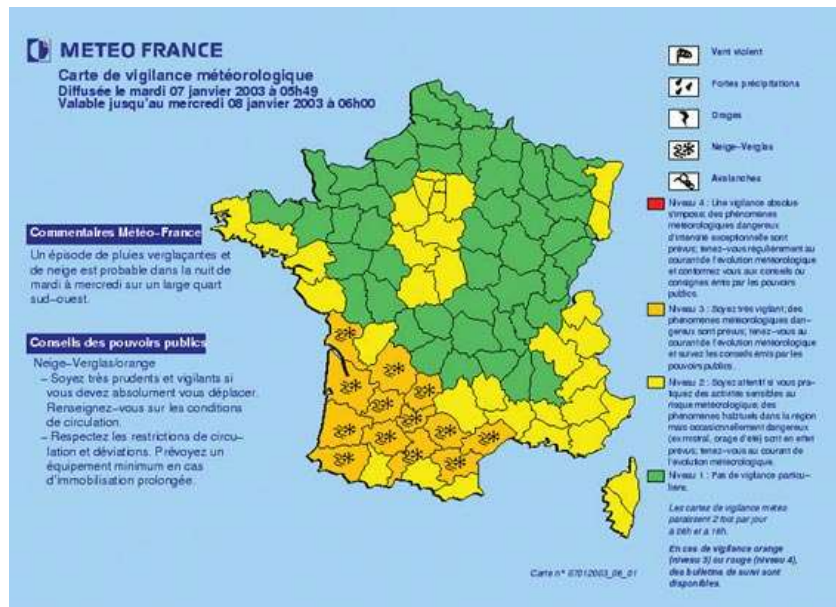 METEO FRANCE
Carte de vigilance météorologique
Diffusée le mardi 07 janvier 2003 à 05h49
Valable jusqu'au mercredi 08 janvier 2003 à 06h00
Commentaires Météo-France
Un épisode de pluies verglaçantes et
de neige est probable dans la nuit de
mardi à mercredi sur un large quart
sud-ouest.
Conseils des pouvoirs publics
Neige-Verglas/orange
– Soyez très prudents et vigilants si
vous devez absolument vous déplacer.
Renseignez-vous sur les conditions
de circulation.
– Respectez les restrictions de circu-
lation et déviations. Prévoyez un
équipement minimum en cas
d'immobilisation prolongée.
Vent violent
Fortes précipitations
Orages
Neige-Verglas
Avalanches
Niveau 4 : Une vigilance absolue
s'impose; des phénomènes
météorologiques dangereux
d'intensité exceptionnelle sont
prévus; tenez-vous régulièrement au
courant de l'évolution météorologique
et conformez vous aux conseils ou
consignes émis par les pouvoirs
publics.
Niveau 3 : Soyez très vigilant; des
phénomènes météorologiques dan-
gereux sont prévus; tenez-vous au
courant de l'évolution météorologique
et suivez les conseils émis par les
pouvoirs publics.
Niveau 2 : Soyez attentif si vous pra-
tiquez des activités sensibles au
risque météorologique; des
phénomènes habituels dans la région
mais occasionnellement dangereux
(ex mistral, orage d'été) sont en effet
prévus; tenez-vous au courant de
l'évolution météorologique.
Niveau 1 : Pas de vigilance particu-
lière.
Les cartes de vigilance météo
paraissent 2 fois par jour
à 06h et à 16h.
En cas de vigilance orange
(niveau 3) ou rouge (niveau 4),
des bulletins de suivi sont
disponibles.
Carte n° 07012003_06_01